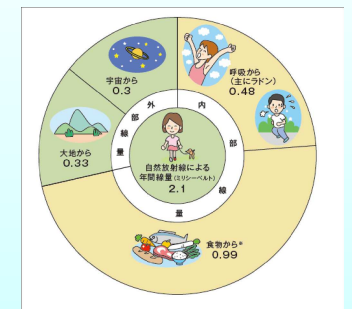 宇宙から
0.3
呼吸から
(主にラドン)
0.48
外部線量
内部線量
大地から
0.33
自然放射線による
年間線量(ミリシーベルト)
2.1
食物から*
0.99